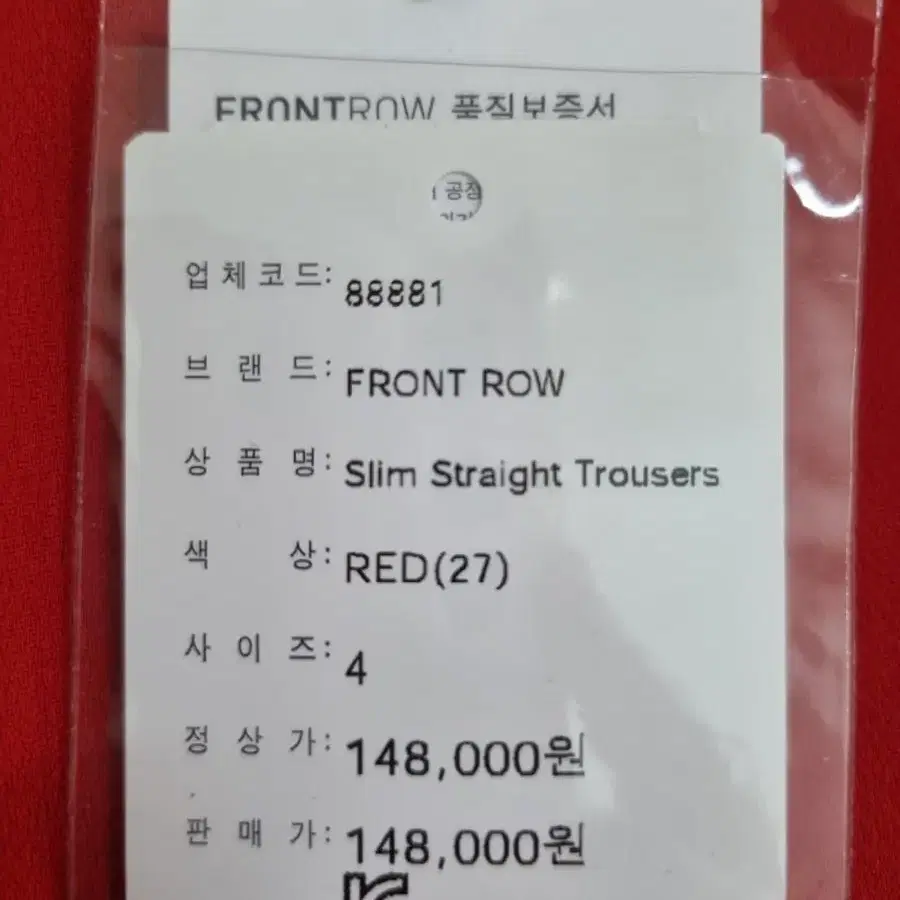 FRONTROW 품질보증서
공정
업체코드: 88881
브랜드: FRONT ROW
상품명: Slim Straight Trousers
색상: RED(27)
사이즈: 4
정상가: 148,000원
판매가: 148,000원